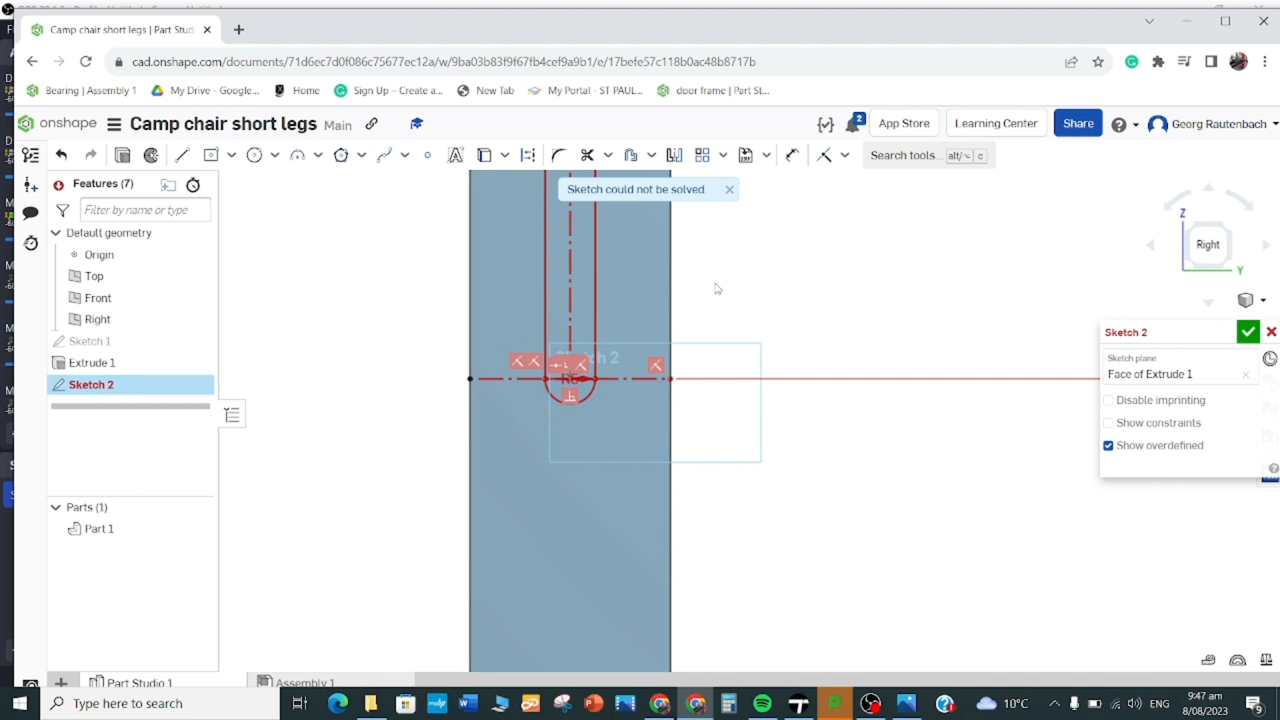 Camp chair short legs | Part Stud
cad.onshape.com/documents/71d6ec7d0f086c75677ec12a/w/9ba03b83f9f67fb4cef9a9b1/e/17befe57c118b0ac48b8717b
Bearing | Assembly 1
My Drive - Google...
Home
Sign Up – Create a...
New Tab
My Portal - ST PAUL...
door frame | Part St...
onshape
Camp chair short legs
Main
2
App Store
Learning Center
Share
Georg Rautenbach
Search tools...
alt/
c
Features (7)
Sketch could not be solved
Filter by name or type
Default geometry
Origin
Top
Front
Right
Sketch 1
Extrude 1
Sketch 2
Z
Right
Y
R5
Sketch 2
Sketch plane
Face of Extrude 1
Disable imprinting
Show constraints
Show overdefined
Parts (1)
Part 1
Part Studio 1
Assembly 1
Type here to search
10°C
ENG
9:47 am
8/08/2023
9